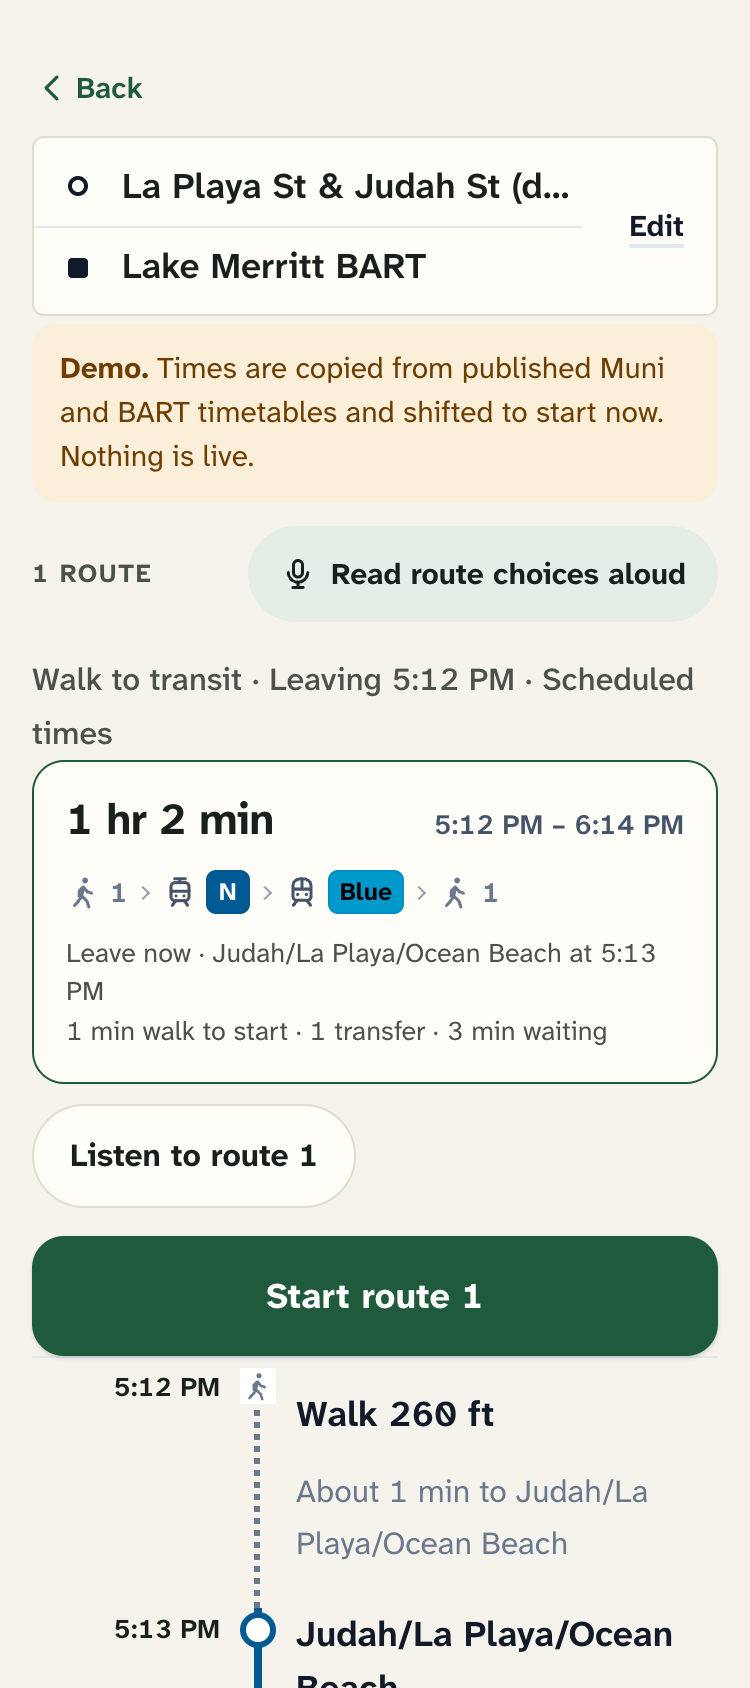 Back
La Playa St & Judah St (d...
Edit
Lake Merritt BART
Demo. Times are copied from published Muni
and BART timetables and shifted to start now.
Nothing is live.
1 ROUTE
Read route choices aloud
Walk to transit · Leaving 5:12 PM · Scheduled
times
1 hr 2 min
5:12 PM – 6:14 PM
1 > N > Blue > 1
Leave now · Judah/La Playa/Ocean Beach at 5:13
PM
1 min walk to start · 1 transfer · 3 min waiting
Listen to route 1
Start route 1
5:12 PM
Walk 260 ft
About 1 min to Judah/La
Playa/Ocean Beach
5:13 PM
Judah/La Playa/Ocean
Beach